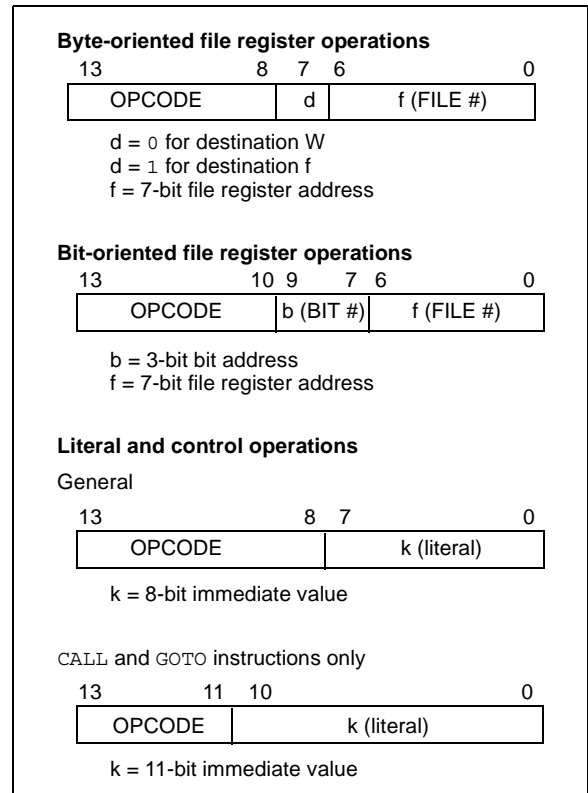 Byte-oriented file register operations
13 8 7 6 0
OPCODE d f (FILE #)
d = 0 for destination W
d = 1 for destination f
f = 7-bit file register address
Bit-oriented file register operations
13 10 9 7 6 0
OPCODE b (BIT #) f (FILE #)
b = 3-bit bit address
f = 7-bit file register address
Literal and control operations
General
13 8 7 0
OPCODE k (literal)
k = 8-bit immediate value
CALL and GOTO instructions only
13 11 10 0
OPCODE k (literal)
k = 11-bit immediate value